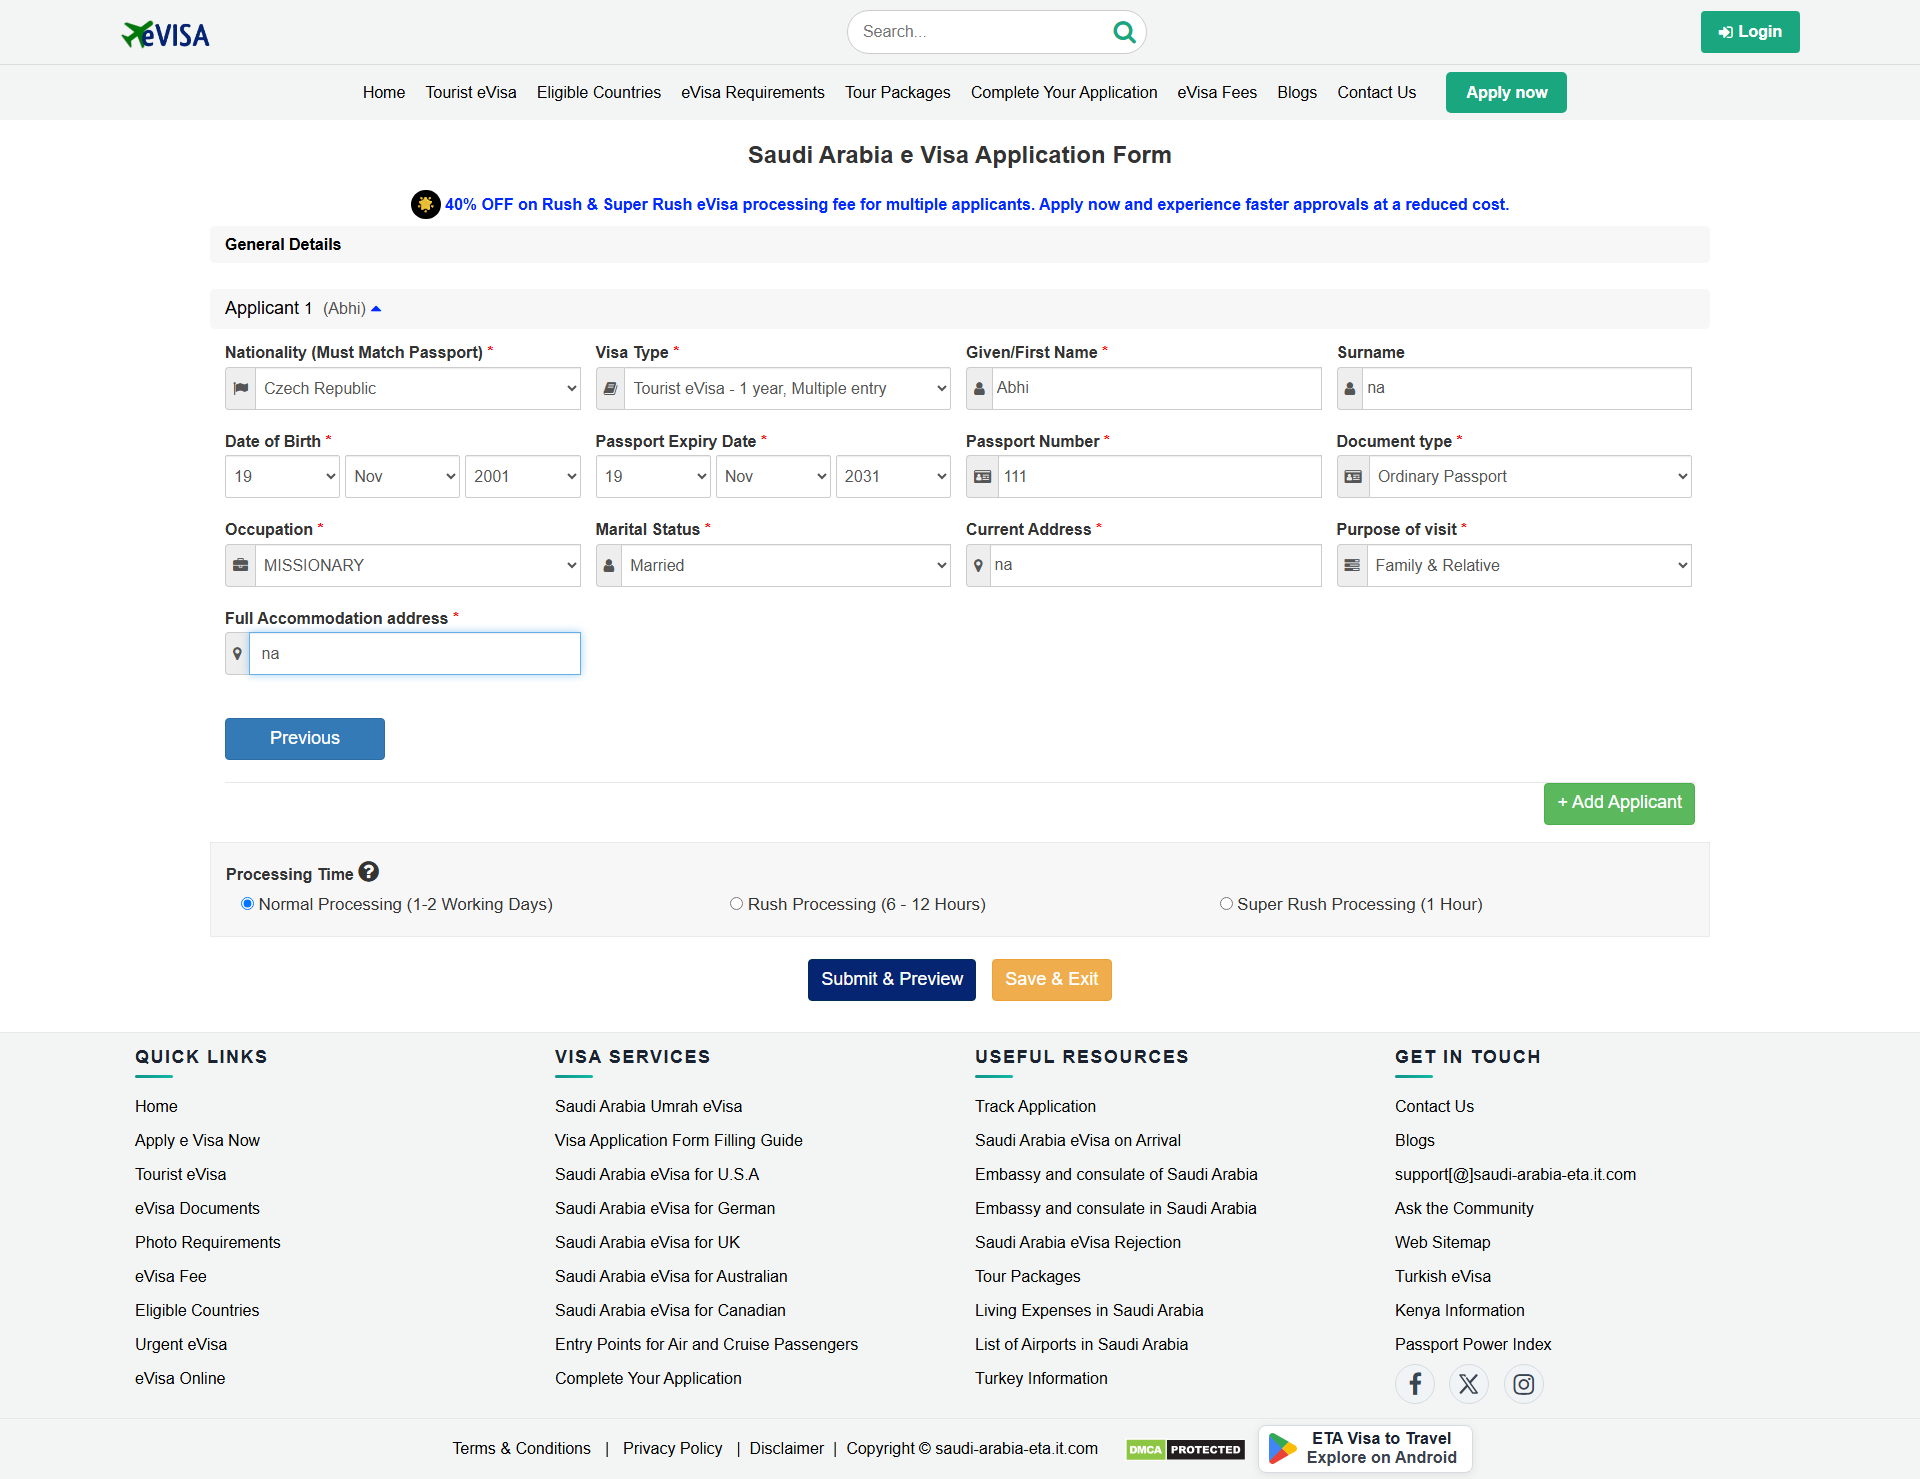 eVISA
Search...
Login
Home Tourist eVisa Eligible Countries eVisa Requirements Tour Packages Complete Your Application eVisa Fees Blogs Contact Us Apply now
Saudi Arabia e Visa Application Form
40% OFF on Rush & Super Rush eVisa processing fee for multiple applicants. Apply now and experience faster approvals at a reduced cost.
General Details
Applicant 1 (Abhi)
Nationality (Must Match Passport) * Visa Type * Given/First Name * Surname
Czech Republic Tourist eVisa - 1 year, Multiple entry Abhi na
Date of Birth * Passport Expiry Date * Passport Number * Document type *
19 Nov 2001 19 Nov 2031 111 Ordinary Passport
Occupation * Marital Status * Current Address * Purpose of visit *
MISSIONARY Married na Family & Relative
Full Accommodation address *
na
Previous
+ Add Applicant
Processing Time ?
Normal Processing (1-2 Working Days) Rush Processing (6 - 12 Hours) Super Rush Processing (1 Hour)
Submit & Preview Save & Exit
QUICK LINKS VISA SERVICES USEFUL RESOURCES GET IN TOUCH
Home Saudi Arabia Umrah eVisa Track Application Contact Us
Apply e Visa Now Visa Application Form Filling Guide Saudi Arabia eVisa on Arrival Blogs
Tourist eVisa Saudi Arabia eVisa for U.S.A Embassy and consulate of Saudi Arabia support[@]saudi-arabia-eta.it.com
eVisa Documents Saudi Arabia eVisa for German Embassy and consulate in Saudi Arabia Ask the Community
Photo Requirements Saudi Arabia eVisa for UK Saudi Arabia eVisa Rejection Web Sitemap
eVisa Fee Saudi Arabia eVisa for Australian Tour Packages Turkish eVisa
Eligible Countries Saudi Arabia eVisa for Canadian Living Expenses in Saudi Arabia Kenya Information
Urgent eVisa Entry Points for Air and Cruise Passengers List of Airports in Saudi Arabia Passport Power Index
eVisa Online Complete Your Application Turkey Information
Terms & Conditions | Privacy Policy | Disclaimer | Copyright © saudi-arabia-eta.it.com DMCA PROTECTED
ETA Visa to Travel
Explore on Android